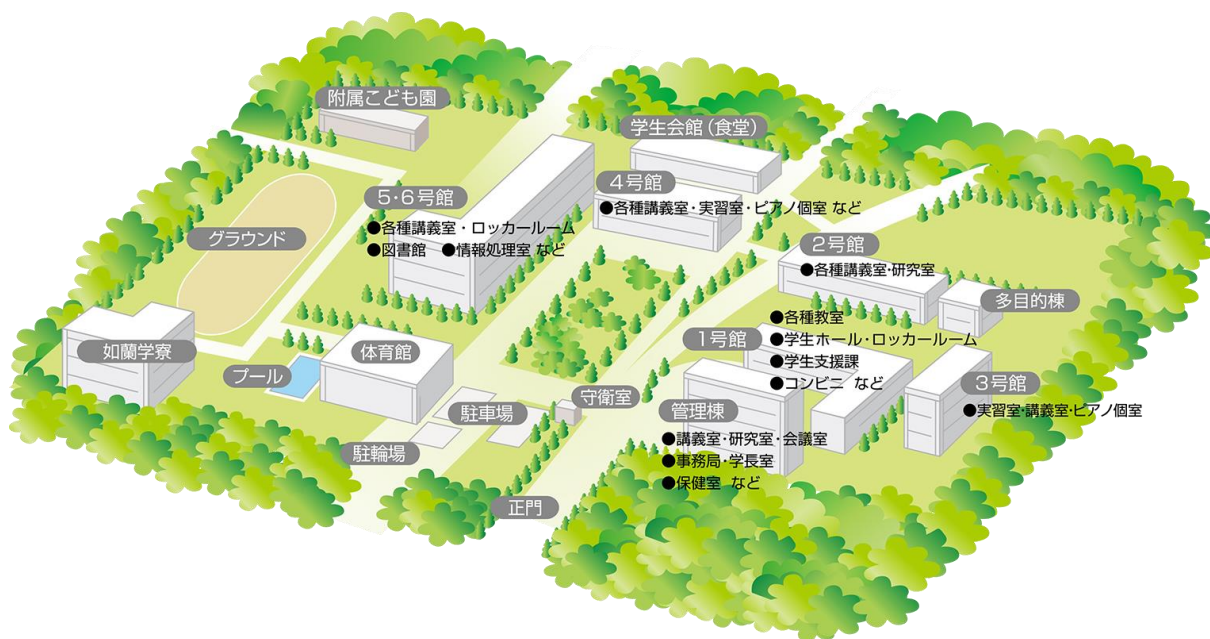 附属こども園
学生会館(食堂)
4号館
●各種講義室・実習室・ピアノ個室 など
5・6号館
●各種講義室・ロッカールーム
●図書館 ●情報処理室 など
グラウンド
2号館
●各種講義室・研究室
多目的棟
1号館
●各種教室
●学生ホール・ロッカールーム
●学生支援課
●コンビニ など
如蘭学寮
体育館
プール
3号館
●実習室・講義室・ピアノ個室
守衛室
駐車場
管理棟
●講義室・研究室・会議室
●事務局・学長室
●保健室 など
駐輪場
正門